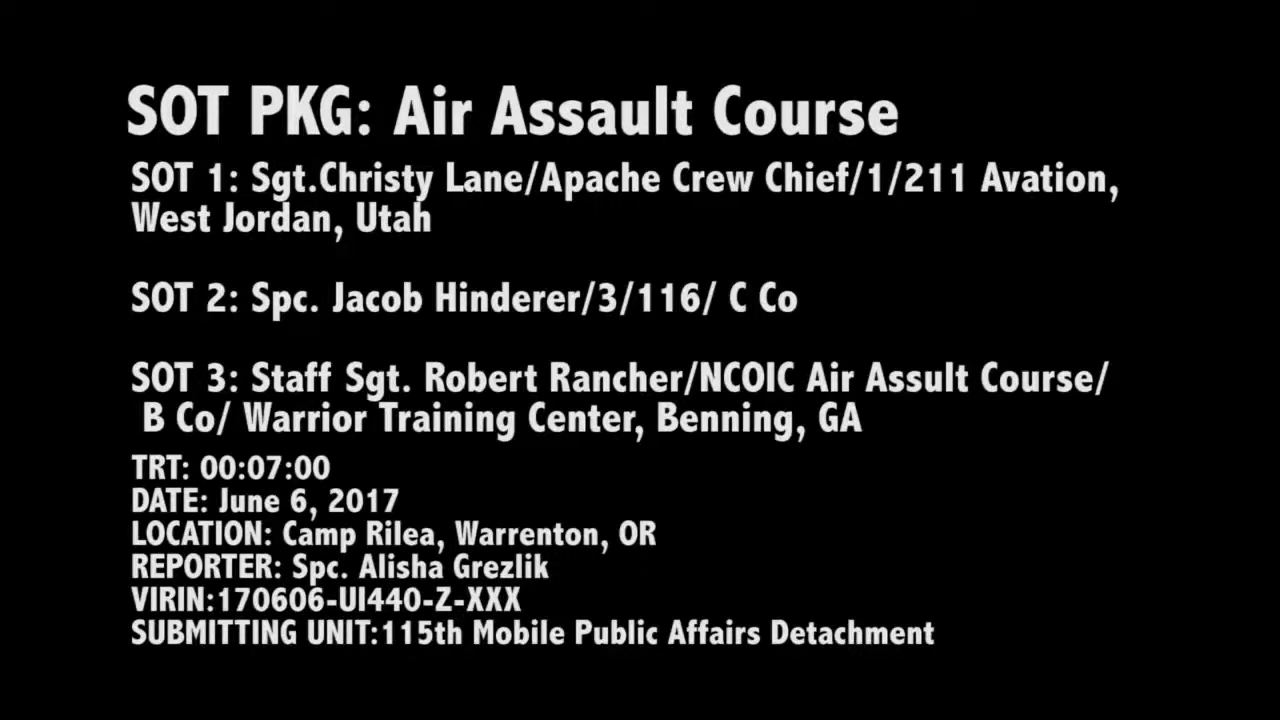 SOT PKG: Air Assault Course
SOT 1: Sgt.Christy Lane/Apache Crew Chief/1/211 Avation,
West Jordan, Utah
SOT 2: Spc. Jacob Hinderer/3/116/ C Co
SOT 3: Staff Sgt. Robert Rancher/NCOIC Air Assult Course/
B Co/ Warrior Training Center, Benning, GA
TRT: 00:07:00
DATE: June 6, 2017
LOCATION: Camp Rilea, Warrenton, OR
REPORTER: Spc. Alisha Grezlik
VIRIN:170606-UI440-Z-XXX
SUBMITTING UNIT:115th Mobile Public Affairs Detachment